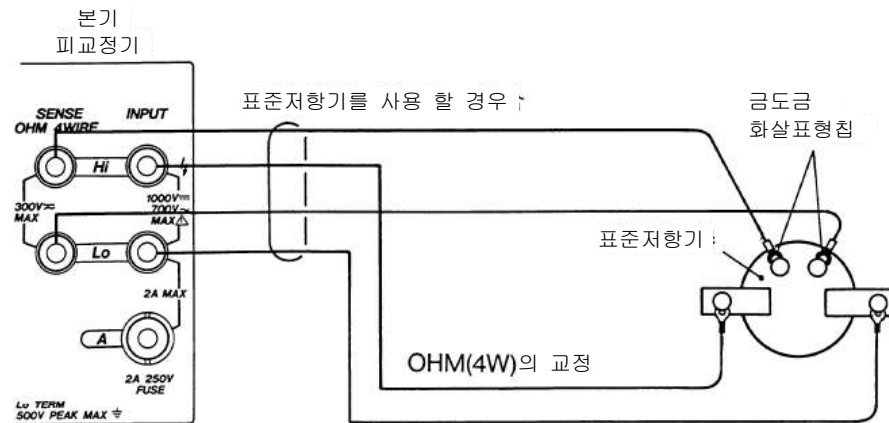 본기
피교정기
SENSE
OHM 4WIRE
INPUT
Hi
300V⎓
MAX
1000V⎓
700V~
MAX⚠
Lo
2A MAX
A
2A 250V
FUSE
Lo TERM
500V PEAK MAX ⏚
표준저항기를 사용 할 경우
금도금
화살표형칩
표준저항기 :
OHM(4W)의 교정